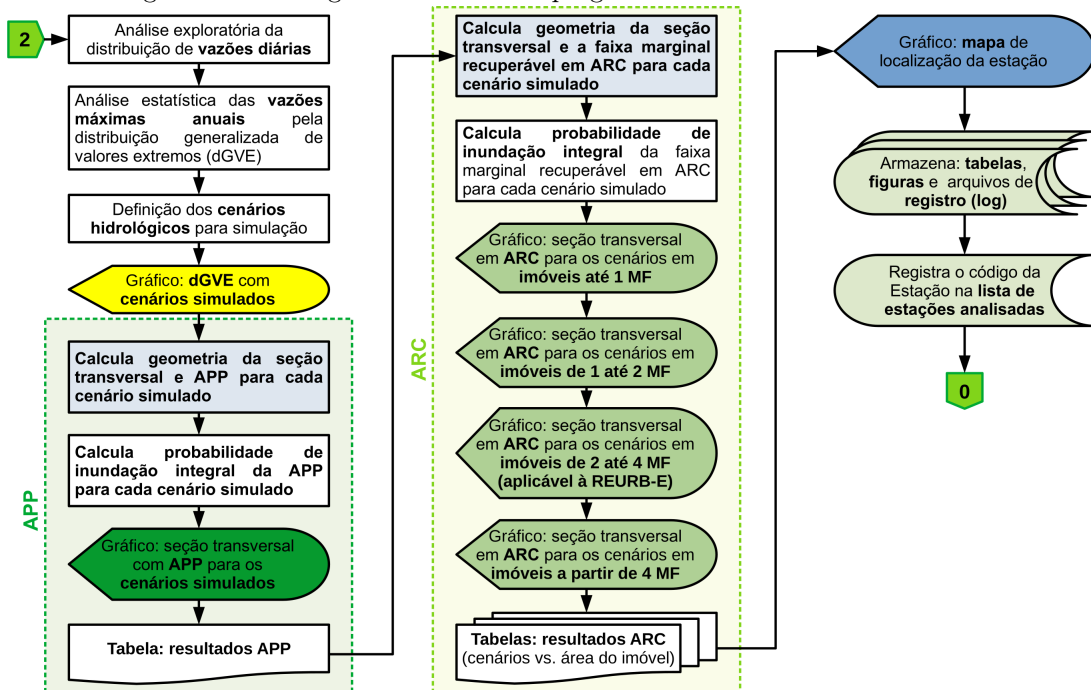 2
Análise exploratória da
distribuição de vazões diárias
Análise estatística das vazões
máximas anuais pela
distribuição generalizada de
valores extremos (dGVE)
Definição dos cenários
hidrológicos para simulação
Gráfico: dGVE com
cenários simulados
APP
Calcula geometria da seção
transversal e APP para cada
cenário simulado
Calcula probabilidade de
inundação integral da APP
para cada cenário simulado
Gráfico: seção transversal
com APP para os
cenários simulados
Tabela: resultados APP
ARC
Calcula geometria da seção
transversal e a faixa marginal
recuperável em ARC para cada
cenário simulado
Calcula probabilidade de
inundação integral da faixa
marginal recuperável em ARC
para cada cenário simulado
Gráfico: seção transversal
em ARC para os cenários em
imóveis até 1 MF
Gráfico: seção transversal
em ARC para os cenários em
imóveis de 1 até 2 MF
Gráfico: seção transversal
em ARC para os cenários em
imóveis de 2 até 4 MF
(aplicável à REURB-E)
Gráfico: seção transversal
em ARC para os cenários em
imóveis a partir de 4 MF
Tabelas: resultados ARC
(cenários vs. área do imóvel)
Gráfico: mapa de
localização da estação
Armazena: tabelas,
figuras e arquivos de
registro (log)
Registra o código da
Estação na lista de
estações analisadas
0